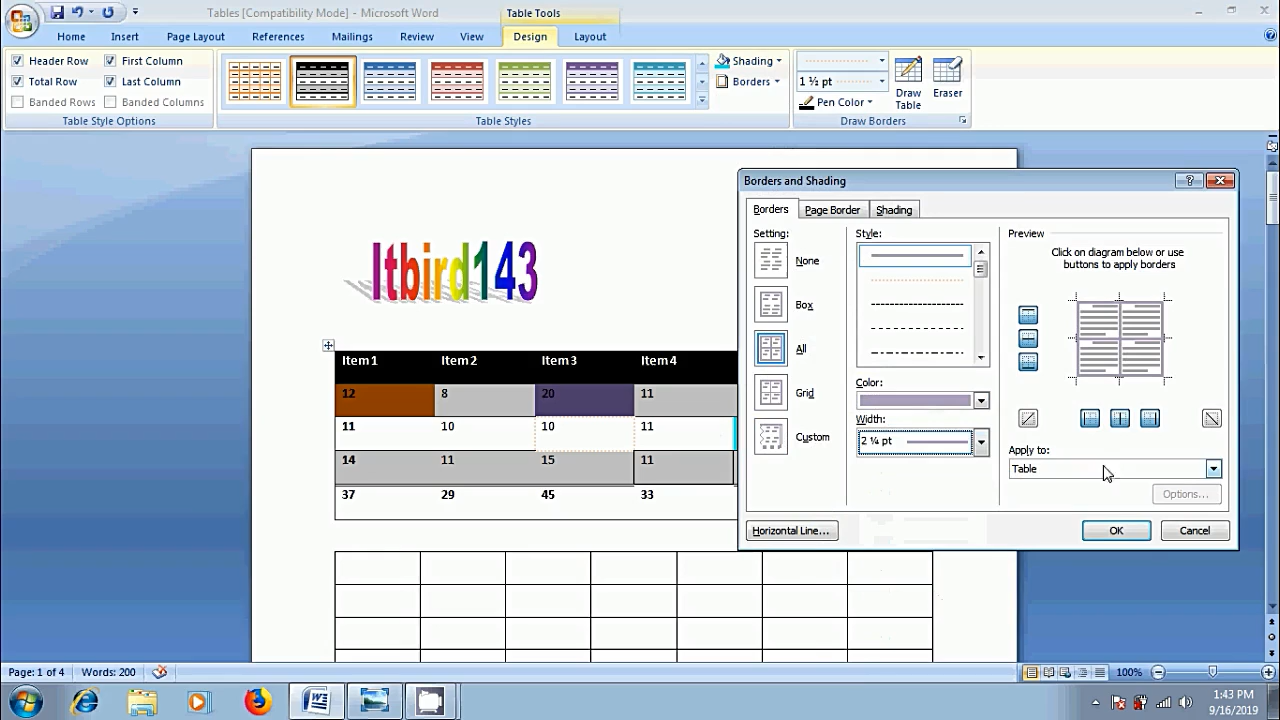 Tables [Compatibility Mode] - Microsoft Word
Table Tools
Home Insert Page Layout References Mailings Review View Design Layout
Header Row First Column
Total Row Last Column
Banded Rows Banded Columns
Table Style Options
Shading
Borders
Table Styles
1 ½ pt
Pen Color
Draw Table
Eraser
Draw Borders
Itbird143
Item1 Item2 Item3 Item4
12 8 20 11
11 10 10 11
14 11 15 11
37 29 45 33
Borders and Shading
Borders Page Border Shading
Setting:
None
Box
All
Grid
Custom
Style:
Color:
Width:
2 ¼ pt
Preview
Click on diagram below or use
buttons to apply borders
Apply to:
Table
Options...
Horizontal Line...
OK Cancel
Page: 1 of 4 Words: 200
100%
1:43 PM
9/16/2019